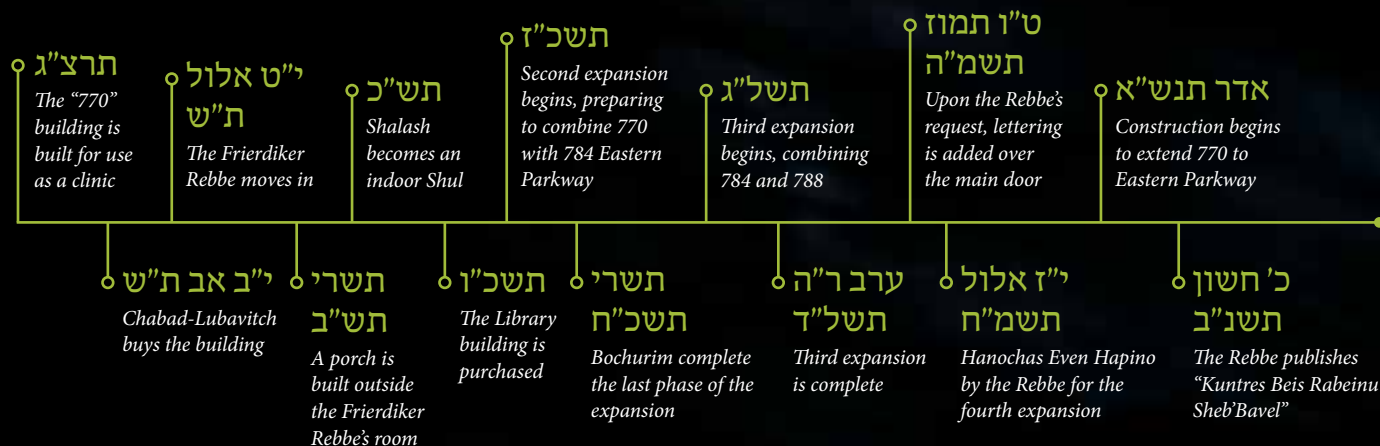 תרצ"ג
The “770”
building is
built for use
as a clinic
י"ב אב ת"ש
Chabad-Lubavitch
buys the building
י"ט אלול
ת"ש
The Frierdiker
Rebbe moves in
תשרי
תש"ב
A porch is
built outside
the Frierdiker
Rebbe’s room
תש"כ
Shalash
becomes an
indoor Shul
תשכ"ו
The Library
building is
purchased
תשכ"ז
Second expansion
begins, preparing
to combine 770
with 784 Eastern
Parkway
תשרי
תשכ"ח
Bochurim complete
the last phase of the
expansion
תשל"ג
Third expansion
begins, combining
784 and 788
ערב ר"ה
תשל"ד
Third expansion
is complete
ט"ו תמוז
תשמ"ה
Upon the Rebbe’s
request, lettering
is added over
the main door
י"ז אלול
תשמ"ח
Hanochas Even Hapino
by the Rebbe for the
fourth expansion
אדר תנש"א
Construction begins
to extend 770 to
Eastern Parkway
כ' חשון
תשנ"ב
The Rebbe publishes
“Kuntres Beis Rabeinu
Sheb’Bavel”